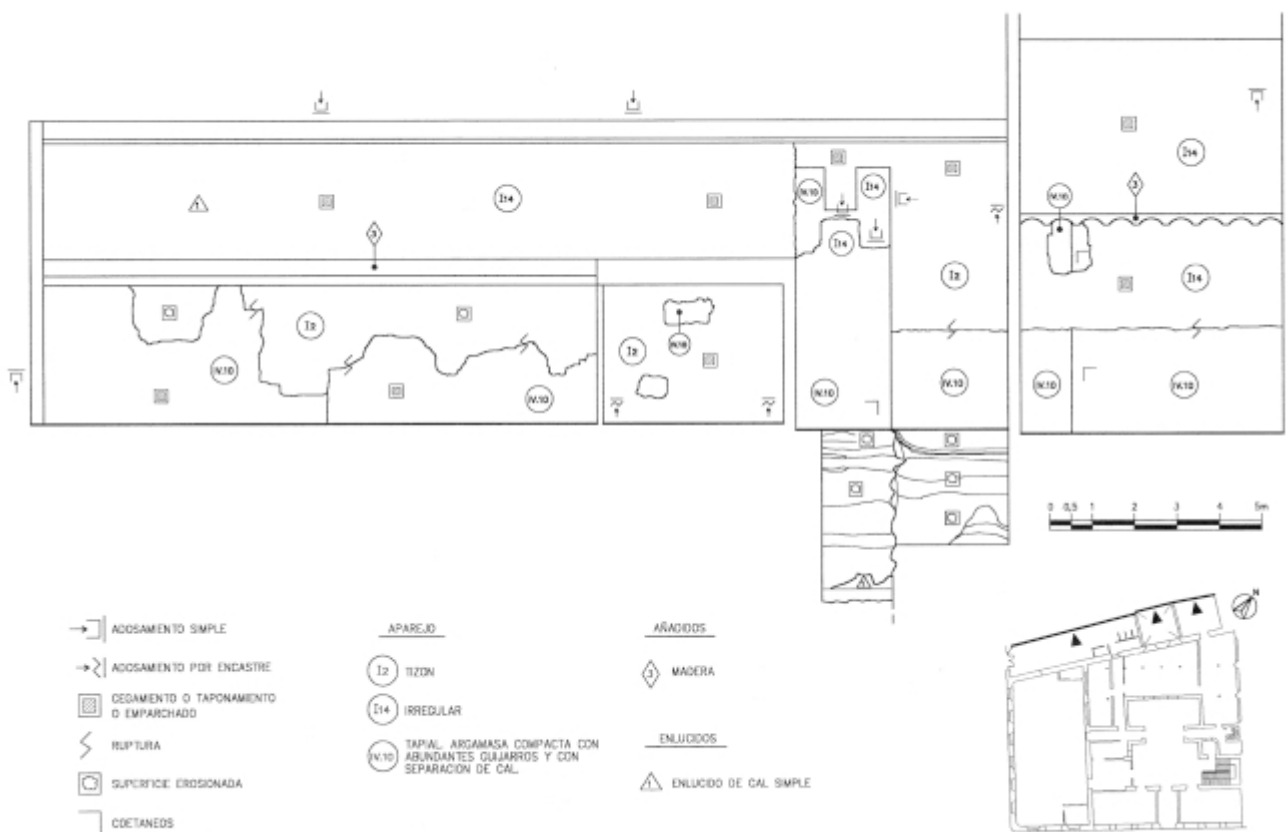 1
I14
3
IV.10
I14
I14
I2
I2
IV.10
IV.10
I2
IV.10
IV.10
IV.10
I14
3
IV.10
I14
IV.10
IV.10
0 0,5 1 2 3 4 5m
N
ADOSAMIENTO SIMPLE
ADOSAMIENTO POR ENCASTRE
CEGAMIENTO O TAPONAMIENTO
O EMPARCHADO
RUPTURA
SUPERFICIE EROSIONADA
COETANEOS
APAREJO
I2 TIZON
I14 IRREGULAR
IV.10 TAPIAL. ARGAMASA COMPACTA CON
ABUNDANTES GUIJARROS Y CON
SEPARACION DE CAL.
AÑADIDOS
3 MADERA
ENLUCIDOS
1 ENLUCIDO DE CAL SIMPLE